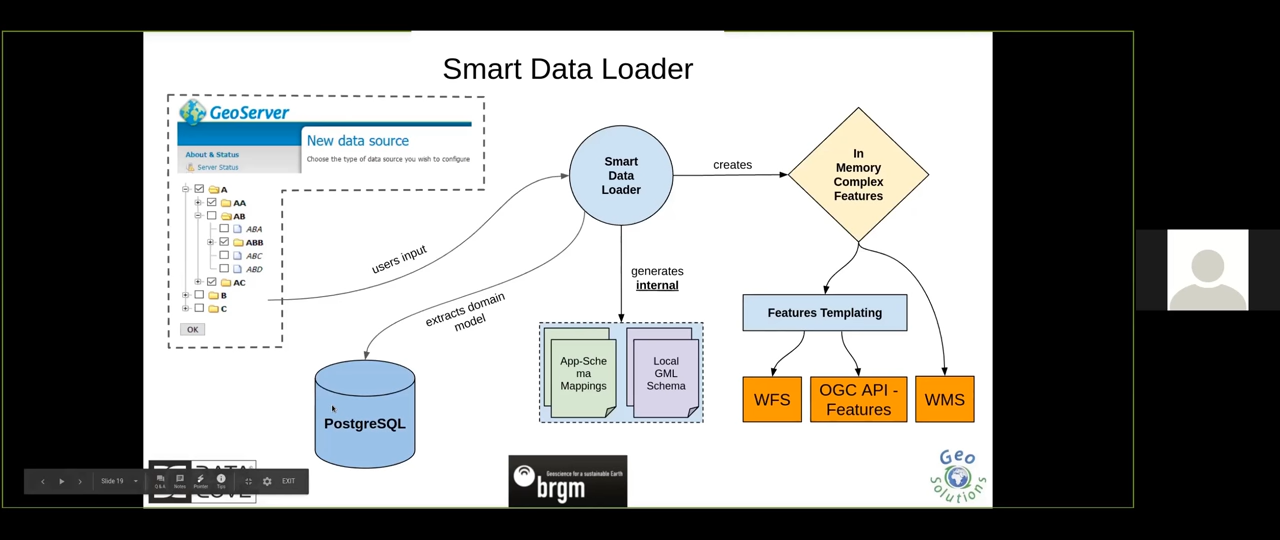 Smart Data Loader
GeoServer
New data source
About & Status
Choose the type of data source you wish to configure
Server Status
A
AA
AB
ABA
ABB
ABC
ABD
AC
B
C
OK
users input
extracts domain
model
PostgreSQL
Smart
Data
Loader
creates
generates
internal
App-Sche
ma
Mappings
Local
GML
Schema
In
Memory
Complex
Features
Features Templating
WFS
OGC API -
Features
WMS
Slide 19
Q & A
Notes
Pointer
Tips
EXIT
Geoscience for a sustainable Earth
brgm
Geo
Solutions